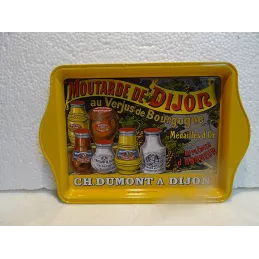 MOUTARDE DE DIJON
au Verjus de Bourgogne
Médailles d'Or
CH. DUMONT A DIJON